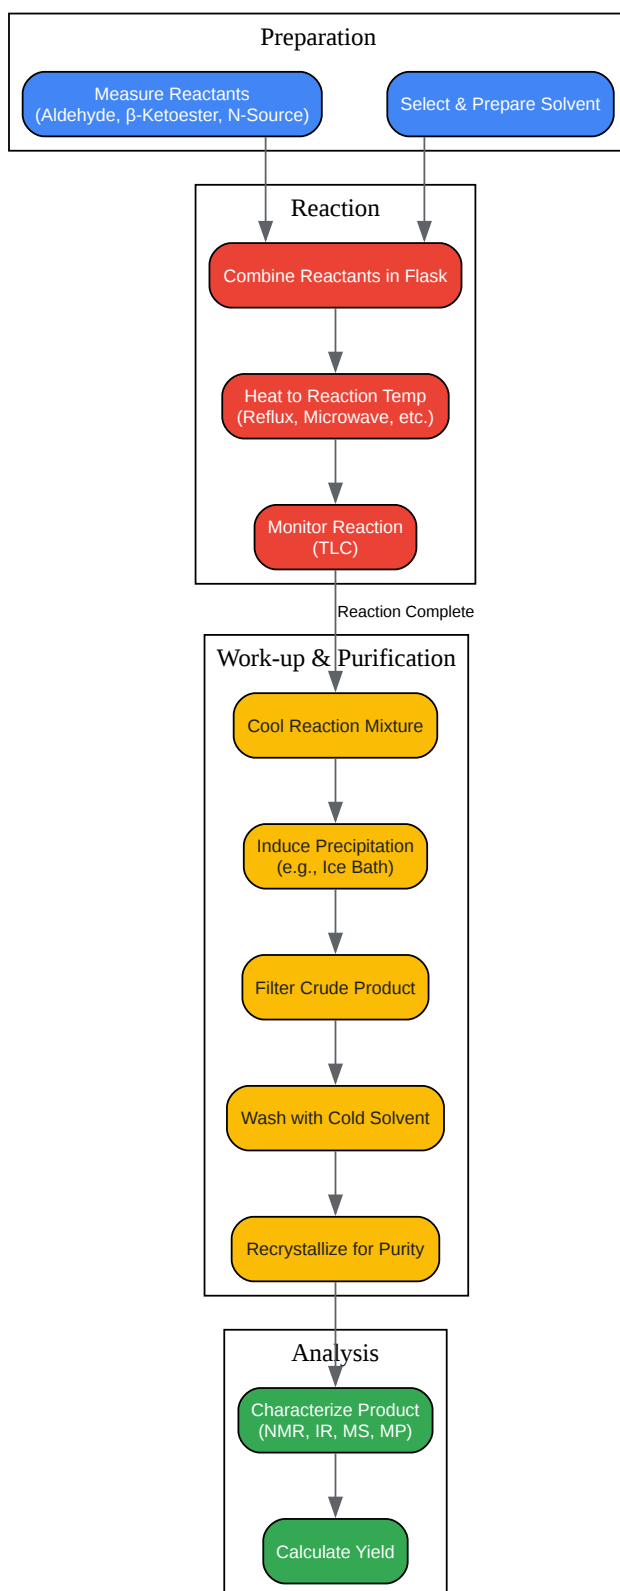 Preparation
Measure Reactants
(Aldehyde, β-Ketoester, N-Source)
Select & Prepare Solvent
Reaction
Combine Reactants in Flask
Heat to Reaction Temp
(Reflux, Microwave, etc.)
Monitor Reaction
(TLC)
Reaction Complete
Work-up & Purification
Cool Reaction Mixture
Induce Precipitation
(e.g., Ice Bath)
Filter Crude Product
Wash with Cold Solvent
Recrystallize for Purity
Analysis
Characterize Product
(NMR, IR, MS, MP)
Calculate Yield